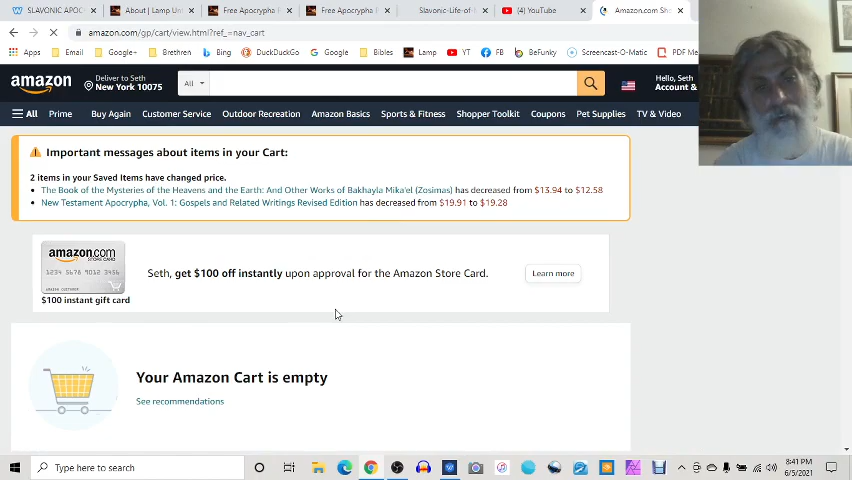 SLAVONIC APOC
About | Lamp Unt
Free Apocrypha E
Free Apocrypha E
Slavonic-Life-of-
(4) YouTube
Amazon.com Sho
amazon.com/gp/cart/view.html?ref_=nav_cart
Apps Email Google+ Brethren DuckDuckGo Google Bing Bibles Lamp YT FB BeFunky Screencast-O-Matic PDF Me
amazon
Deliver to Seth
New York 10075
All
Hello, Seth
Account &
All Prime Buy Again Customer Service Outdoor Recreation Amazon Basics Sports & Fitness Shopper Toolkit Coupons Pet Supplies TV & Video
Important messages about items in your Cart:
2 items in your Saved Items have changed price.
The Book of the Mysteries of the Heavens and the Earth: And Other Works of Bakhayla Mika'el (Zosimas) has decreased from $13.94 to $12.58
New Testament Apocrypha, Vol. 1: Gospels and Related Writings Revised Edition has decreased from $19.91 to $19.28
amazon.com
STORE CARD
1234 5678 9012 3456
$100 instant gift card
Seth, get $100 off instantly upon approval for the Amazon Store Card.
Learn more
Your Amazon Cart is empty
See recommendations
Type here to search
8:41 PM
6/5/2021